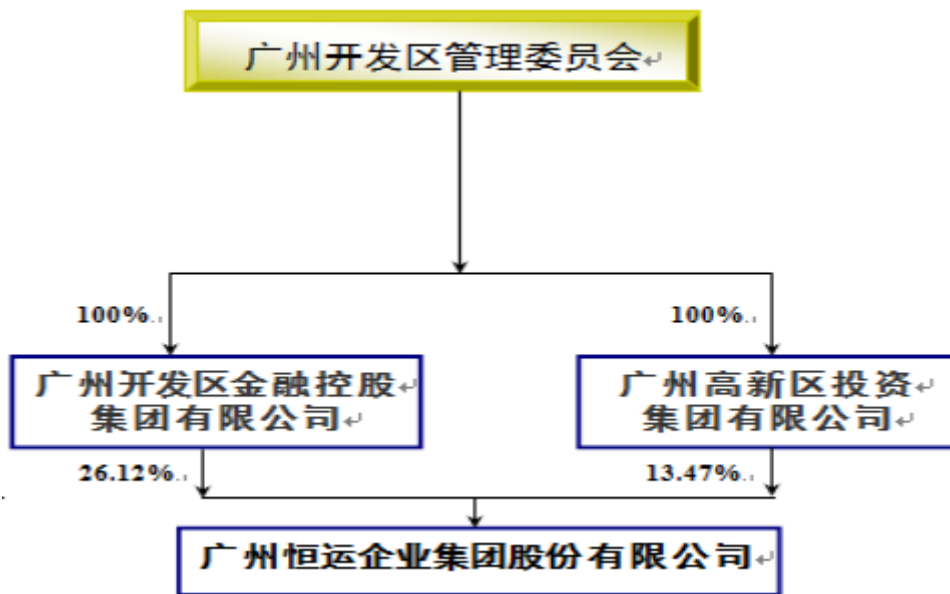 广州开发区管理委员会
100%
100%
广州开发区金融控股
集团有限公司
广州高新区投资
集团有限公司
26.12%
13.47%
广州恒运企业集团股份有限公司